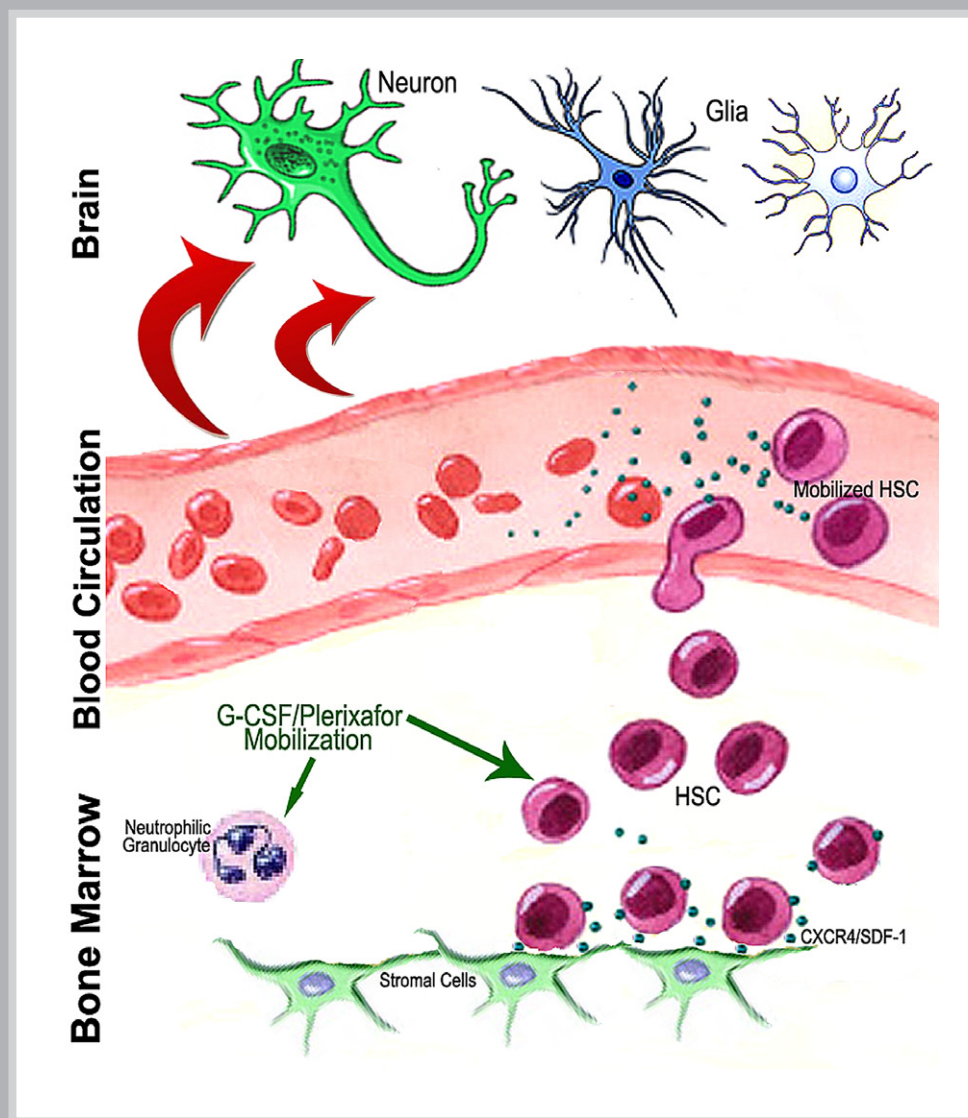 Brain
Neuron
Glia
Blood Circulation
Mobilized HSC
G-CSF/Plerixafor
Mobilization
HSC
Bone Marrow
Neutrophilic
Granulocyte
CXCR4/SDF-1
Stromal Cells